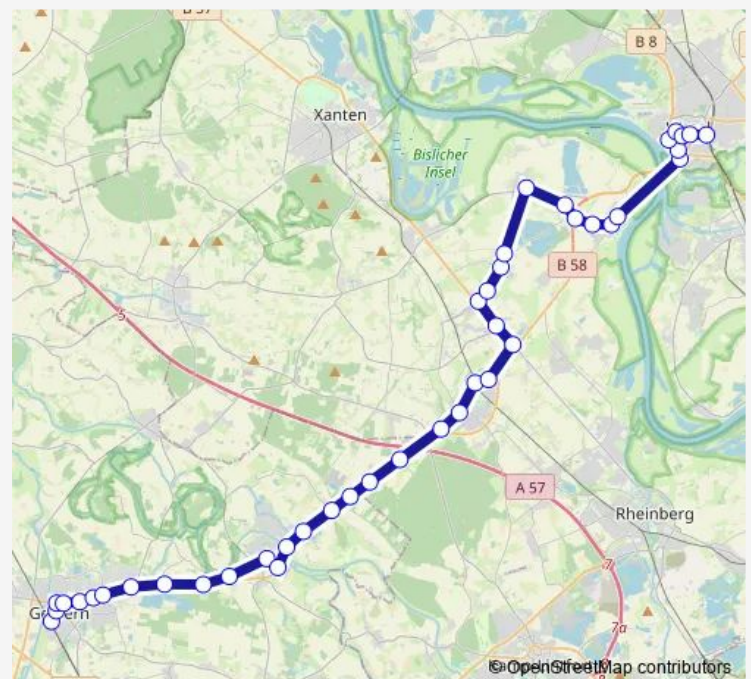 B 57
B 8
Xanten
Bislicher
Insel
B 58
5
A 57
Rheinberg
7
7a
© OpenStreetMap contributors